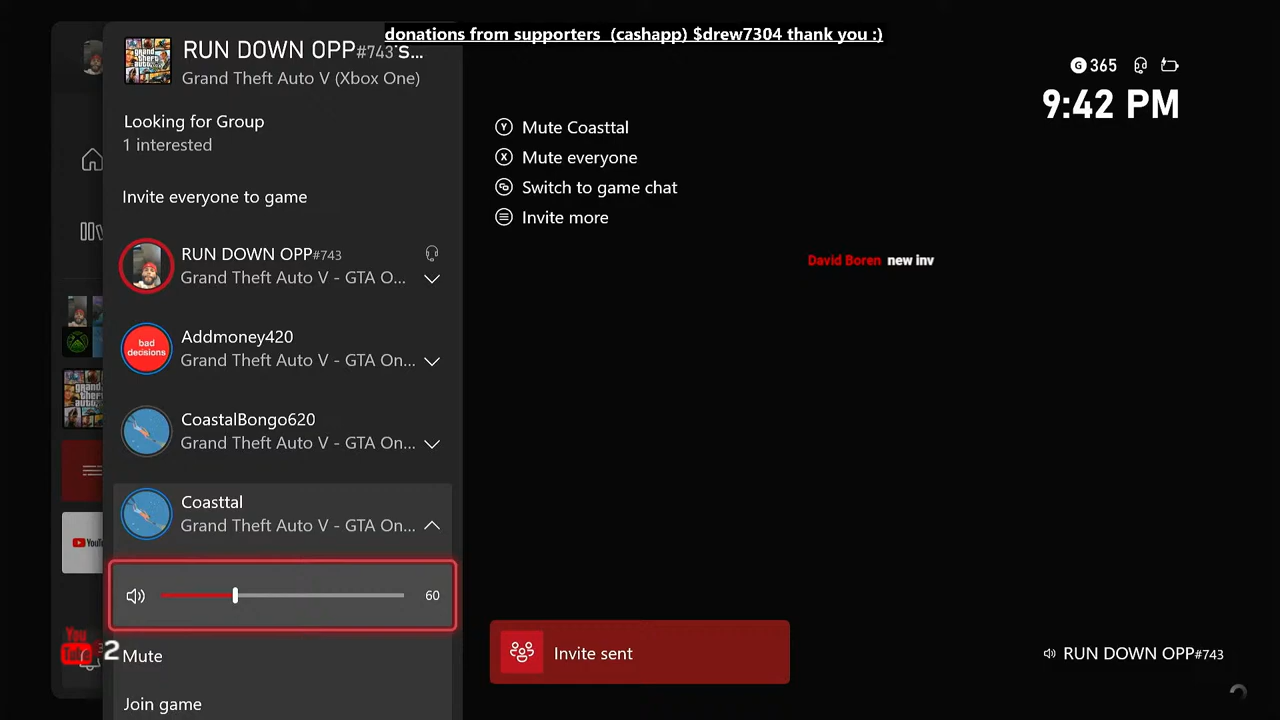 donations from supporters (cashapp) $drew7304 thank you :)
RUN DOWN OPP#743's...
Grand Theft Auto V (Xbox One)
G 365
9:42 PM
Looking for Group
1 interested
Invite everyone to game
Y Mute Coasttal
X Mute everyone
Switch to game chat
Invite more
David Boren new inv
RUN DOWN OPP#743
Grand Theft Auto V - GTA O...
Addmoney420
Grand Theft Auto V - GTA On...
bad
decisions
CoastalBongo620
Grand Theft Auto V - GTA On...
Coasttal
Grand Theft Auto V - GTA On...
60
You
Tube
2
Mute
Join game
Invite sent
RUN DOWN OPP#743